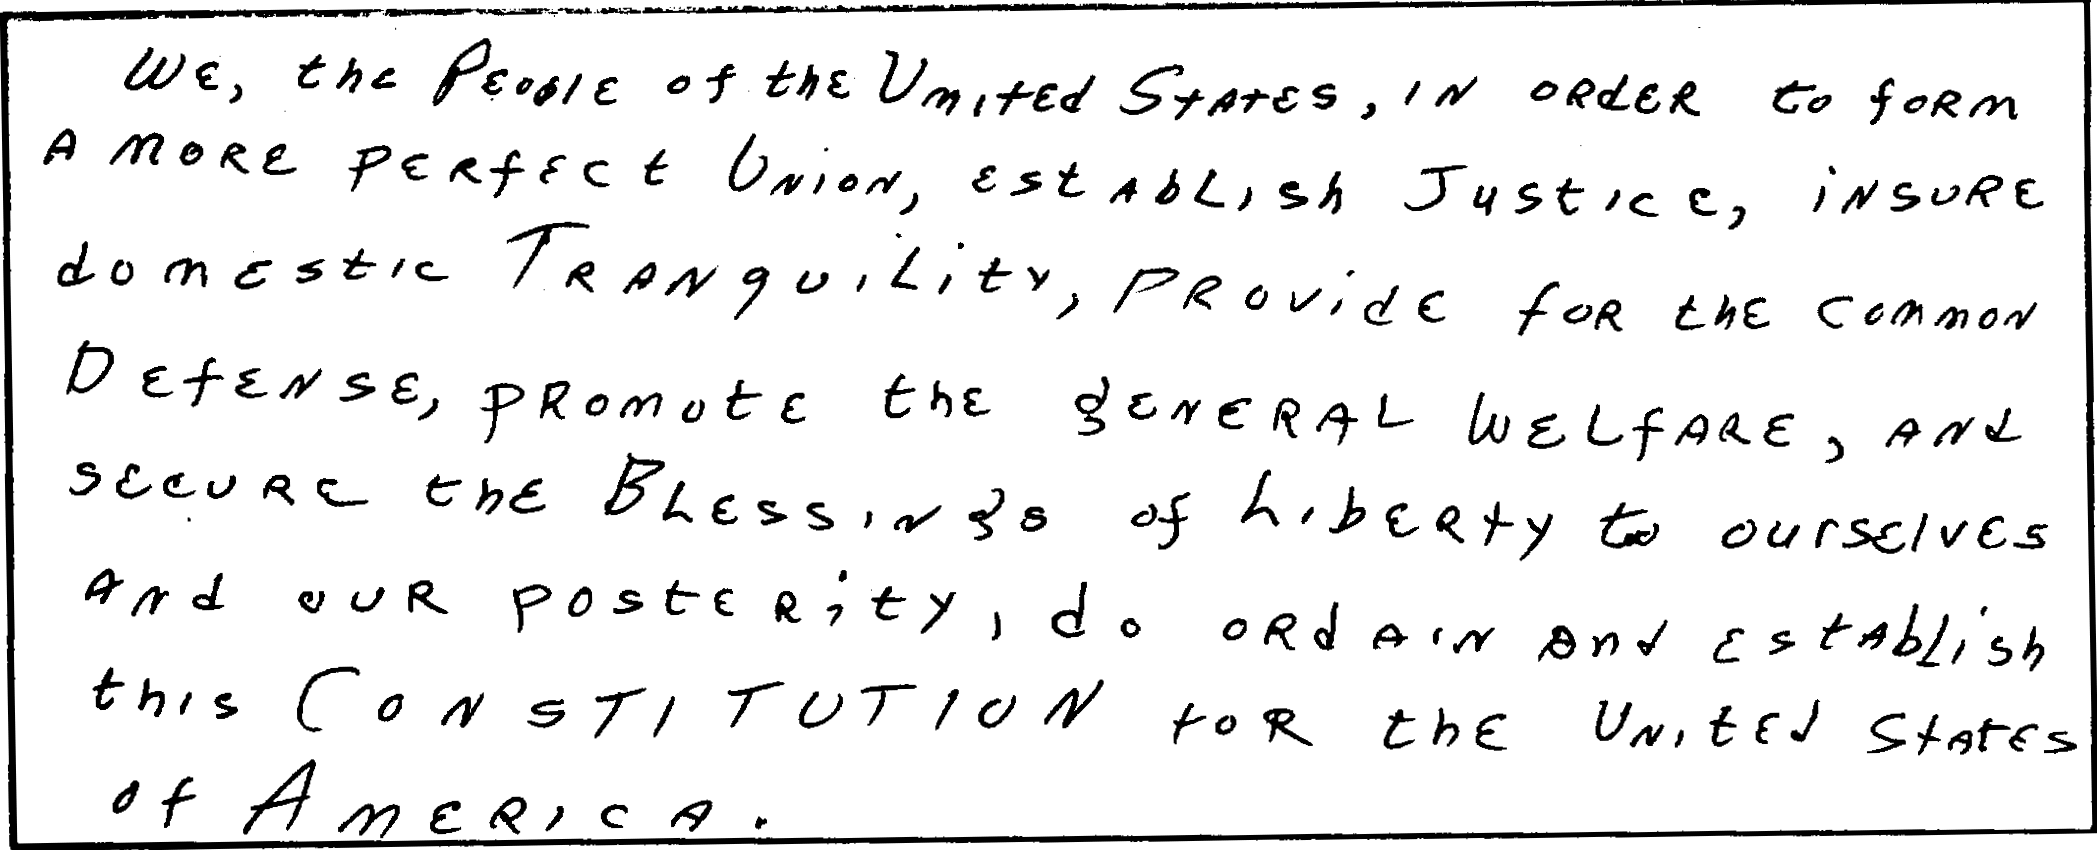 We, the People of the United States, in order to form
a more perfect Union, establish Justice, insure
domestic Tranquility, provide for the common
Defense, promote the general welfare, and
secure the Blessings of Liberty to ourselves
and our posterity, do ordain and establish
this CONSTITUTION for the United States
of America.